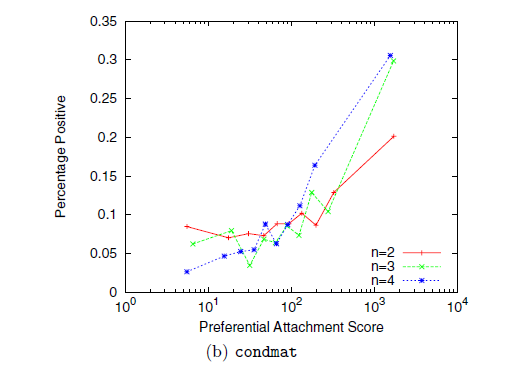 0.35
0.3
0.25
0.2
0.15
0.1
0.05
0
Percentage Positive
n=2
n=3
n=4
10^0 10^1 10^2 10^3 10^4
Preferential Attachment Score
(b) condmat